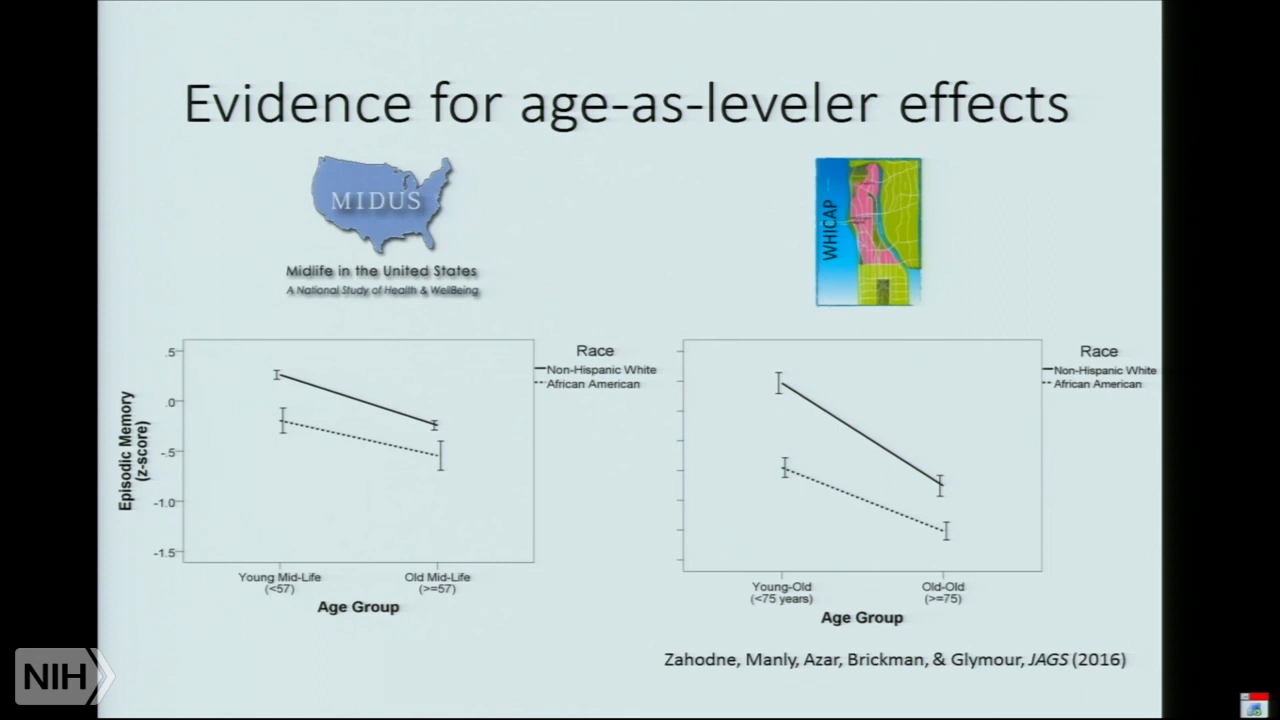 Evidence for age-as-leveler effects
MIDUS
Midlife in the United States
A National Study of Health & WellBeing
WHICAP
Episodic Memory
(z-score)
.5
.0
-.5
-1.0
-1.5
Race
Non-Hispanic White
African American
Young Mid-Life
(<57)
Old Mid-Life
(>=57)
Age Group
Race
Non-Hispanic White
African American
Young-Old
(<75 years)
Old-Old
(>=75)
Age Group
Zahodne, Manly, Azar, Brickman, & Glymour, JAGS (2016)
NIH